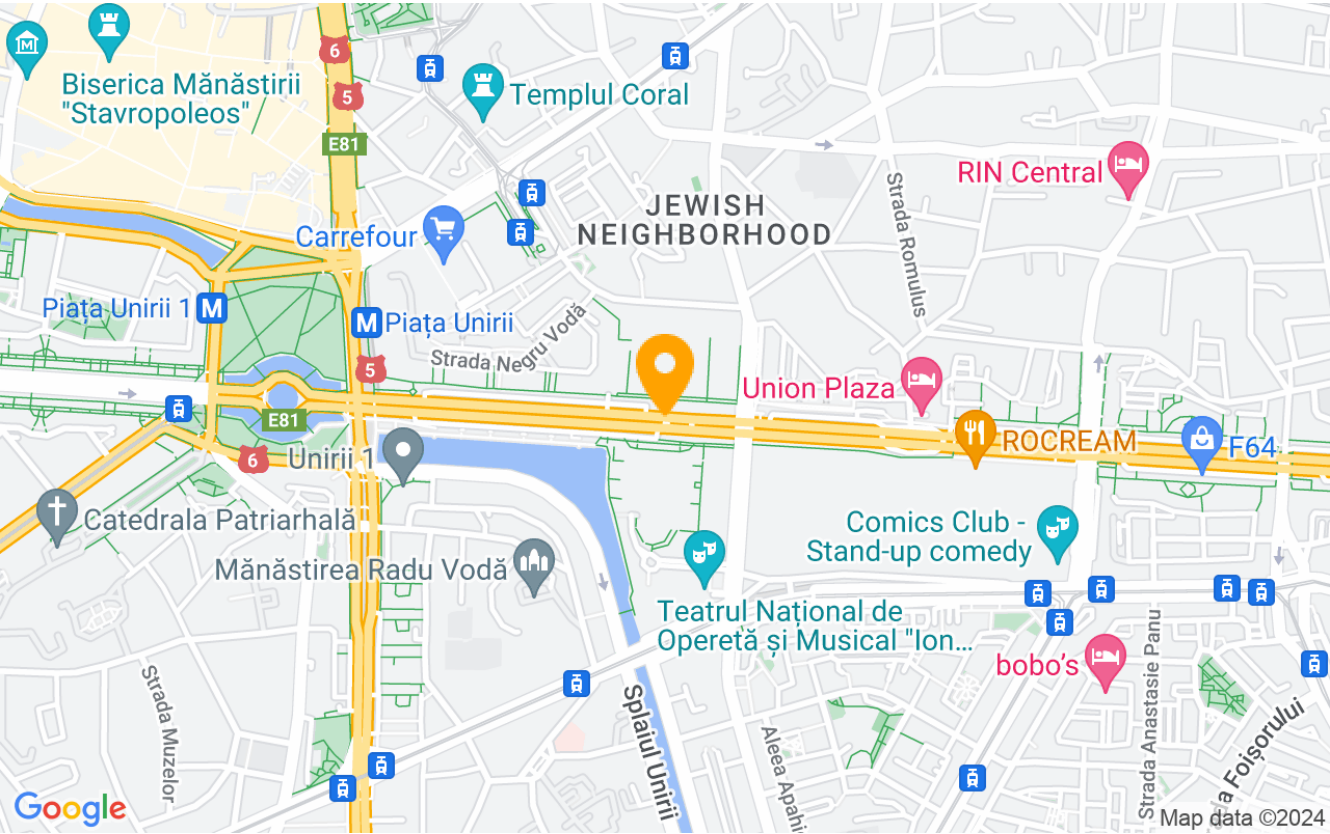 6
Biserica Mănăstirii
"Stavropoleos"
5
Templul Coral
E81
RIN Central
JEWISH
NEIGHBORHOOD
Strada Romulus
Carrefour
Piața Unirii 1
M
M
Piața Unirii
Strada Negru Vodă
5
Union Plaza
E81
ROCREAM
F64
6
Unirii 1
Catedrala Patriarhală
Comics Club -
Stand-up comedy
Mănăstirea Radu Vodă
Teatrul Național de
Operetă și Musical "Ion...
bobo's
Strada Muzelor
Splaiul Unirii
Aleea Apahi
Strada Anastasie Panu
da Foișorului
Google
Map data ©2024